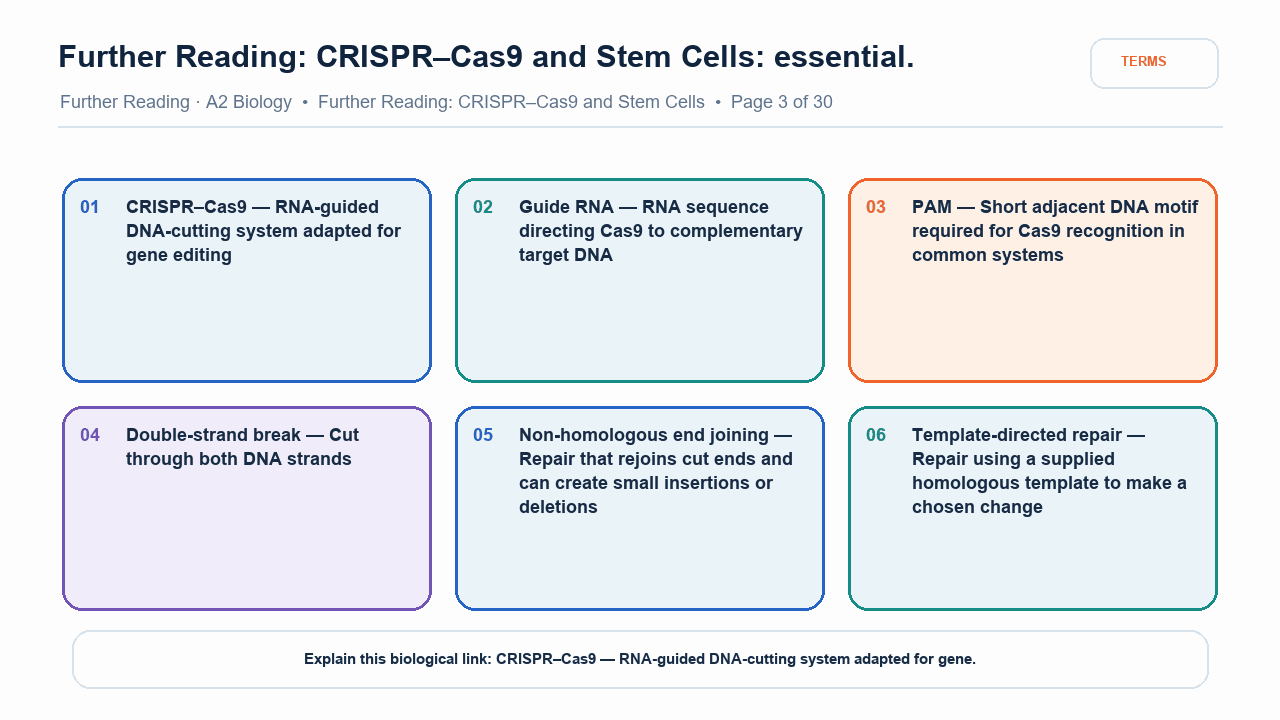 Further Reading: CRISPR–Cas9 and Stem Cells: essential.
TERMS
Further Reading · A2 Biology • Further Reading: CRISPR–Cas9 and Stem Cells • Page 3 of 30
01
CRISPR–Cas9 — RNA-guided
DNA-cutting system adapted for
gene editing
02
Guide RNA — RNA sequence
directing Cas9 to complementary
target DNA
03
PAM — Short adjacent DNA motif
required for Cas9 recognition in
common systems
04
Double-strand break — Cut
through both DNA strands
05
Non-homologous end joining —
Repair that rejoins cut ends and
can create small insertions or
deletions
06
Template-directed repair —
Repair using a supplied
homologous template to make a
chosen change
Explain this biological link: CRISPR–Cas9 — RNA-guided DNA-cutting system adapted for gene.